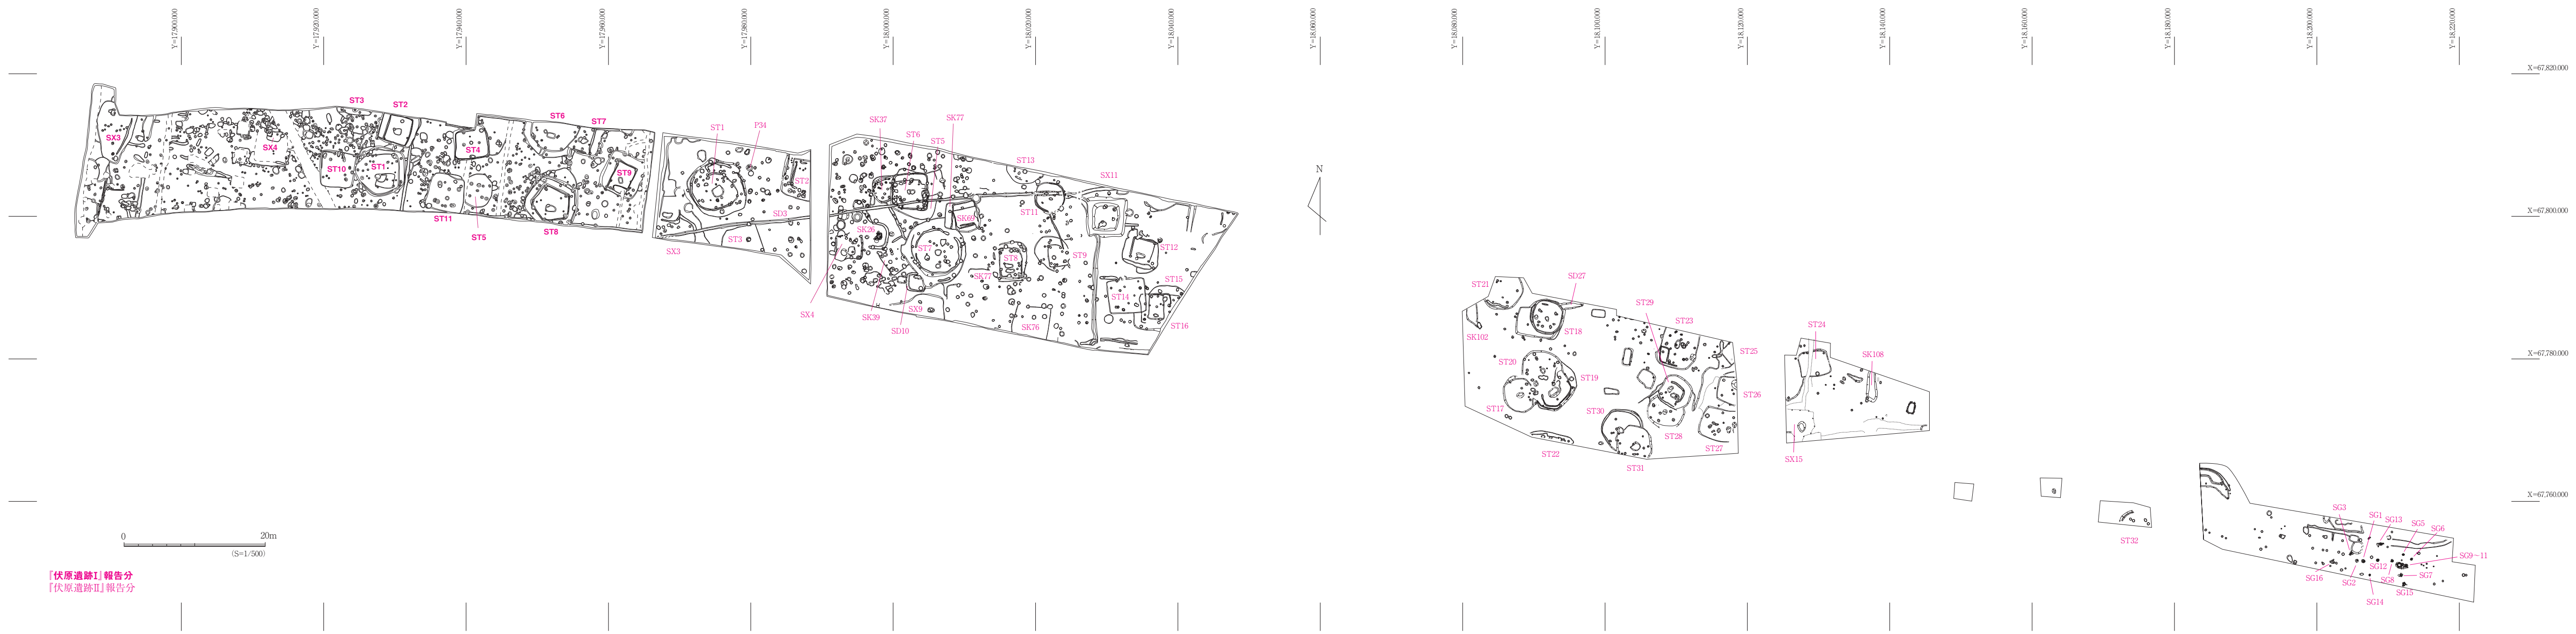 Y=17,900.000
Y=17,920.000
Y=17,940.000
Y=17,960.000
Y=17,980.000
Y=18,000.000
Y=18,020.000
Y=18,040.000
Y=18,060.000
Y=18,080.000
Y=18,100.000
Y=18,120.000
Y=18,140.000
Y=18,160.000
Y=18,180.000
Y=18,200.000
Y=18,220.000
X=67,820.000
X=67,800.000
X=67,780.000
X=67,760.000
N
SX3
SX4
ST3
ST2
ST10
ST1
ST4
ST11
ST5
ST6
ST7
ST9
ST8
ST1
P34
ST2
SD3
ST3
SX3
SK37
ST6
ST5
SK77
SK69
SK26
ST7
SX4
SK39
SD10
SX9
ST13
ST11
SX11
ST8
SK77
ST9
SK76
ST12
ST14
ST15
ST16
ST21
SK102
SD27
ST18
ST20
ST19
ST17
ST22
ST29
ST23
ST25
ST26
ST30
ST28
ST27
ST31
ST24
SK108
SX15
ST32
SG3
SG1
SG13
SG5
SG6
SG9~11
SG16
SG2
SG12
SG8
SG7
SG15
SG14
0 20m
(S=1/500)
『伏原遺跡Ⅰ』報告分
『伏原遺跡Ⅱ』報告分